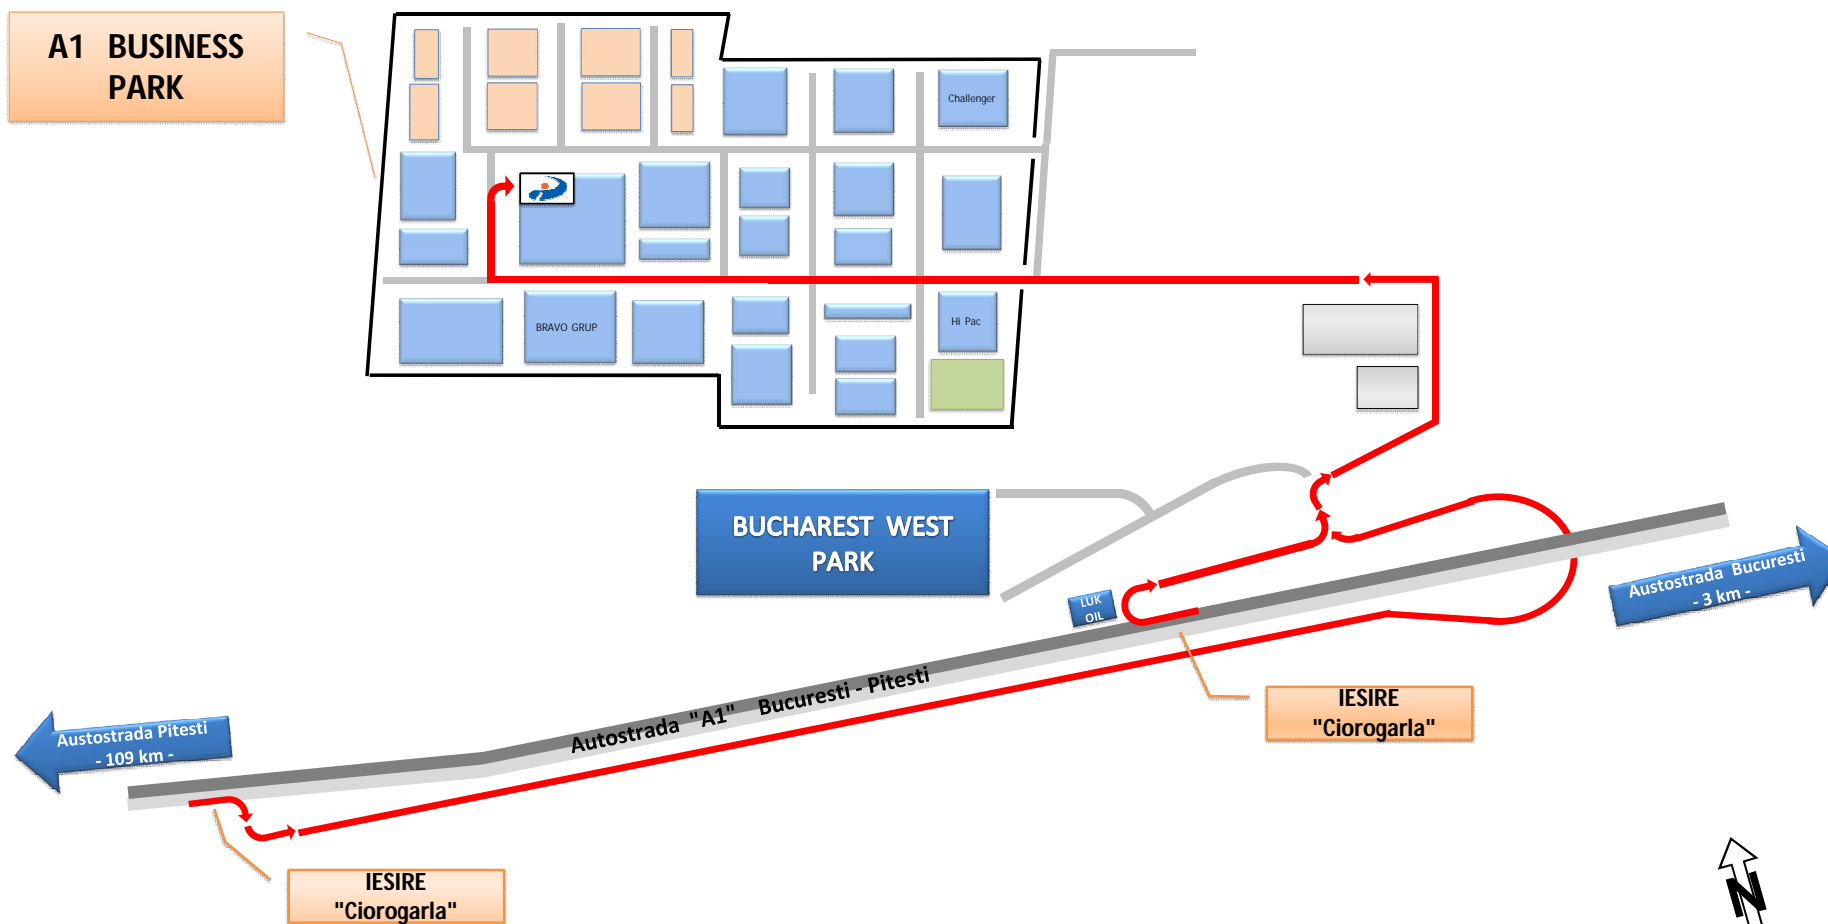 A1 BUSINESS
PARK
Challenger
BRAVO GRUP
Hi Pac
BUCHAREST WEST
PARK
LUK
OIL
Austostrada Bucuresti
- 3 km -
Autostrada "A1" Bucuresti - Pitesti
IESIRE
"Ciorogarla"
Austostrada Pitesti
- 109 km -
IESIRE
"Ciorogarla"
N